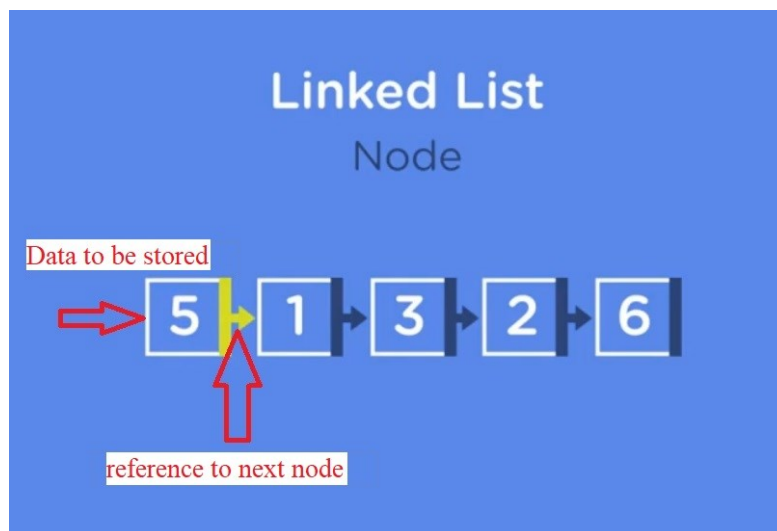 Linked List
Node
Data to be stored
5 1 3 2 6
reference to next node